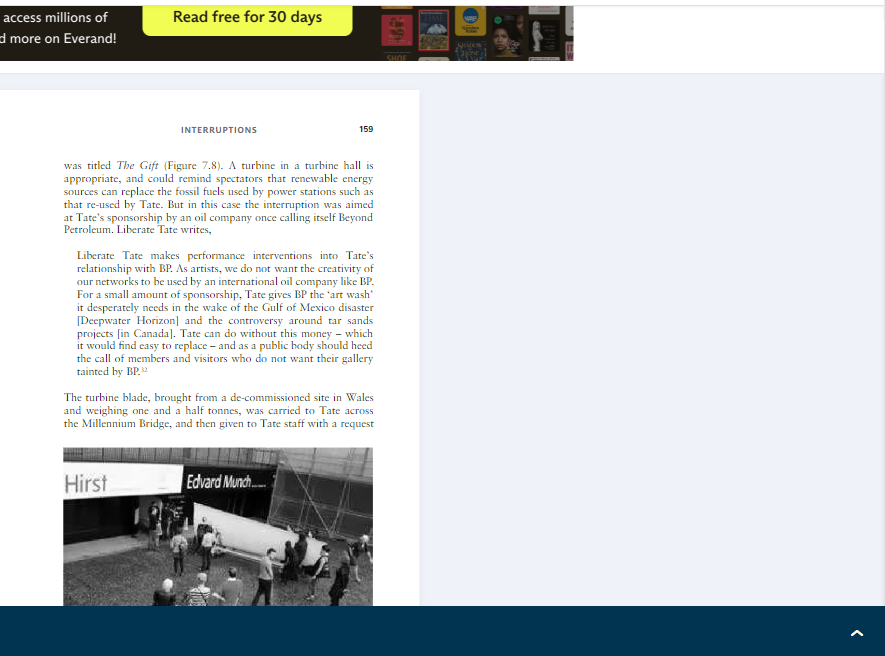 access millions of
d more on Everand!
Read free for 30 days
INTERRUPTIONS 159
was titled The Gift (Figure 7.8). A turbine in a turbine hall is
appropriate, and could remind spectators that renewable energy
sources can replace the fossil fuels used by power stations such as
that re-used by Tate. But in this case the interruption was aimed
at Tate’s sponsorship by an oil company once calling itself Beyond
Petroleum. Liberate Tate writes,
Liberate Tate makes performance interventions into Tate’s
relationship with BP. As artists, we do not want the creativity of
our networks to be used by an international oil company like BP.
For a small amount of sponsorship, Tate gives BP the ‘art wash’
it desperately needs in the wake of the Gulf of Mexico disaster
[Deepwater Horizon] and the controversy around tar sands
projects [in Canada]. Tate can do without this money – which
it would find easy to replace – and as a public body should heed
the call of members and visitors who do not want their gallery
tainted by BP.32
The turbine blade, brought from a de-commissioned site in Wales
and weighing one and a half tonnes, was carried to Tate across
the Millennium Bridge, and then given to Tate staff with a request
Hirst
Edvard Munch